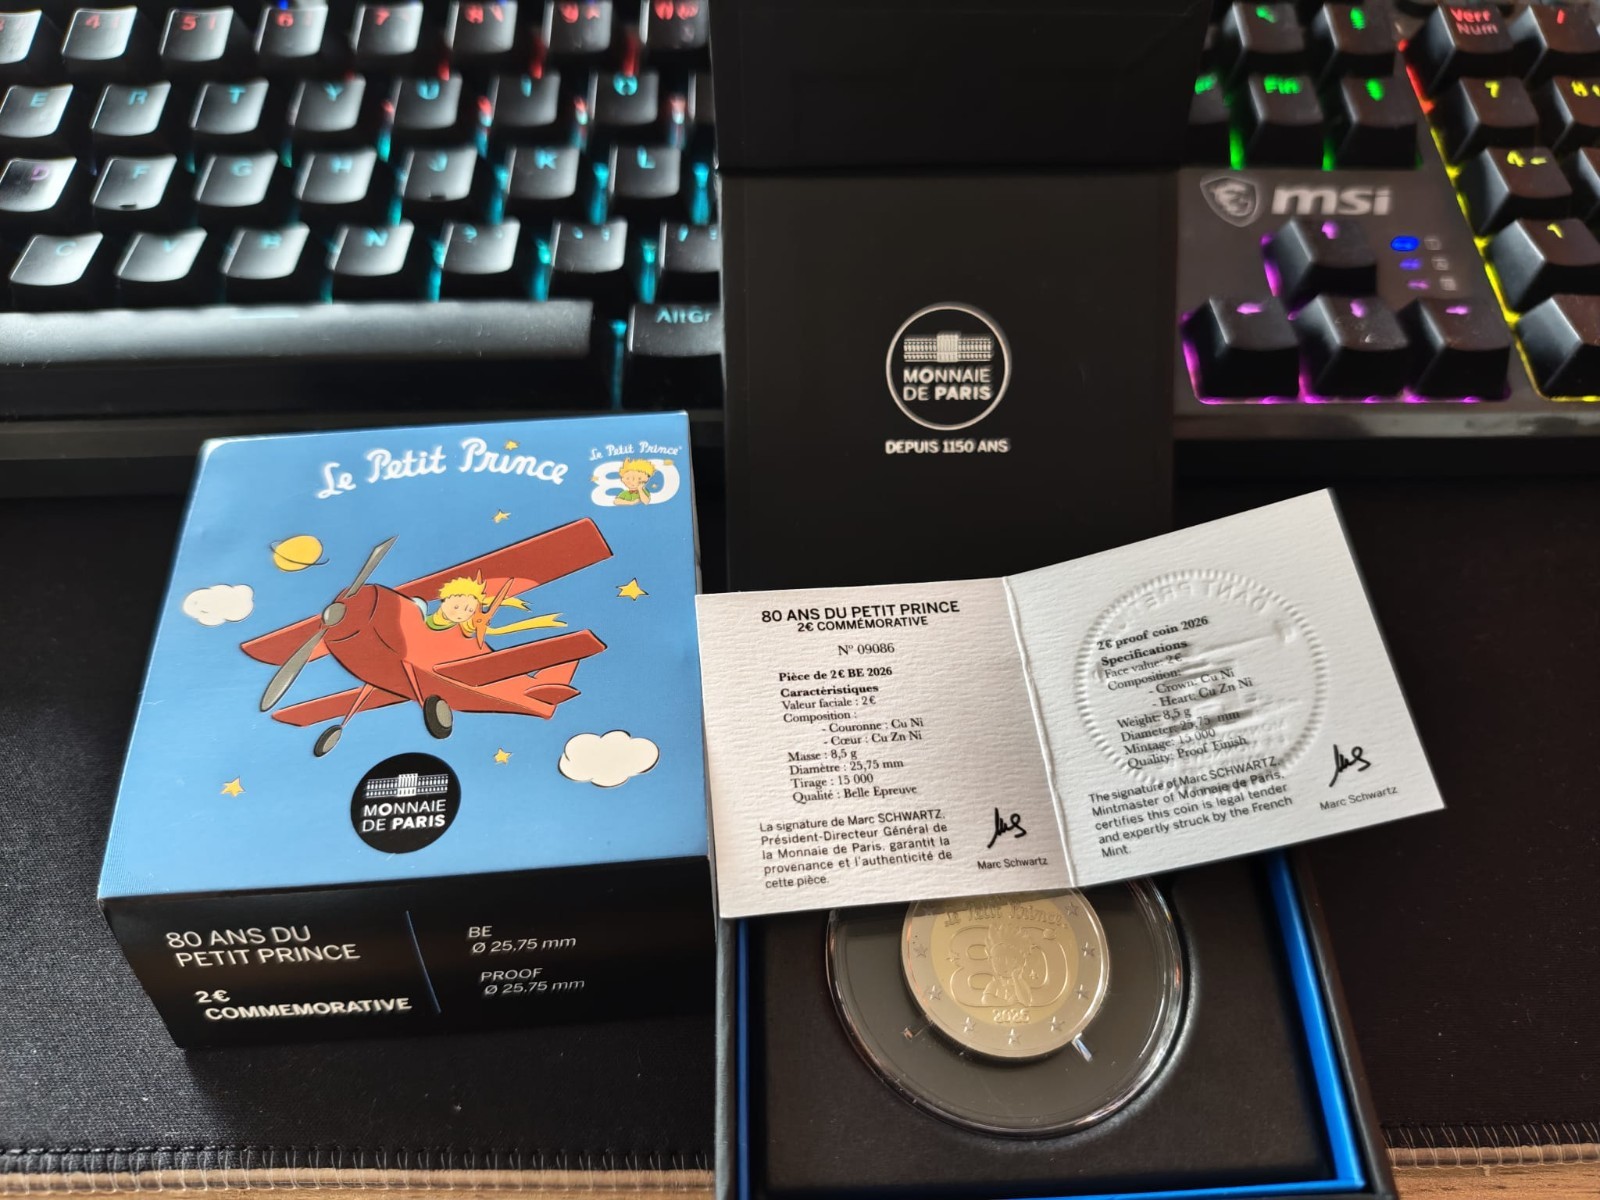 4
5
6
7
E
R
T
Y
U
I
O
D
F
G
H
J
K
L
C
V
B
N
AltGr
Fin
Verr
Num
7
4
1
msi
MONNAIE
DE PARIS
DEPUIS 1150 ANS
Le Petit Prince
Le Petit Prince
80
MONNAIE
DE PARIS
80 ANS DU
PETIT PRINCE
2€
COMMEMORATIVE
BE
Ø 25,75 mm
PROOF
Ø 25,75 mm
80 ANS DU PETIT PRINCE
2€ COMMÉMORATIVE
Nº 09086
Pièce de 2€ BE 2026
Caractéristiques
Valeur faciale : 2€
Composition :
- Couronne : Cu Ni
- Cœur : Cu Zn Ni
Masse : 8,5 g
Diamètre : 25,75 mm
Tirage : 15 000
Qualité : Belle Epreuve
La signature de Marc SCHWARTZ,
Président-Directeur Général de
la Monnaie de Paris, garantit la
provenance et l'authenticité de
cette pièce.
Marc Schwartz
2€ proof coin 2026
Specifications
Face value: 2€
Composition:
- Crown: Cu Ni
- Heart: Cu Zn Ni
Weight: 8,5 g
Diameter: 25,75 mm
Mintage: 15 000
Quality: Proof Finish
The signature of Marc SCHWARTZ,
Mintmaster of Monnaie de Paris,
certifies this coin is legal tender
and expertly struck by the French
Mint.
Marc Schwartz
Le Petit Prince
80